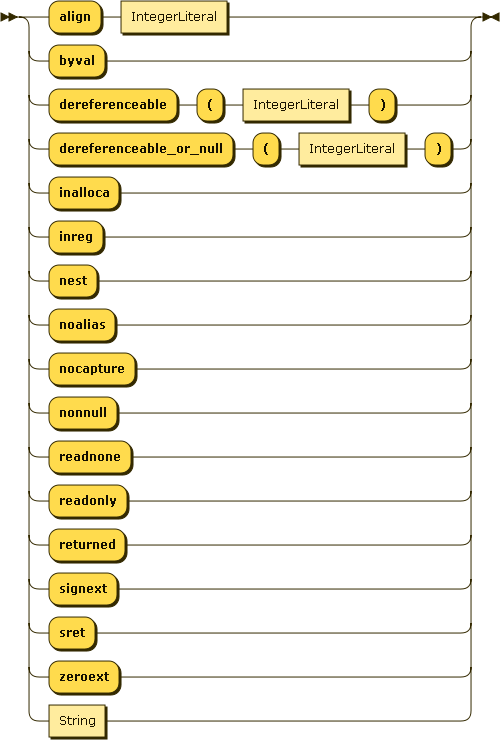 align IntegerLiteral
byval
dereferenceable ( IntegerLiteral )
dereferenceable_or_null ( IntegerLiteral )
inalloca
inreg
nest
noalias
nocapture
nonnull
readnone
readonly
returned
signext
sret
zeroext
String